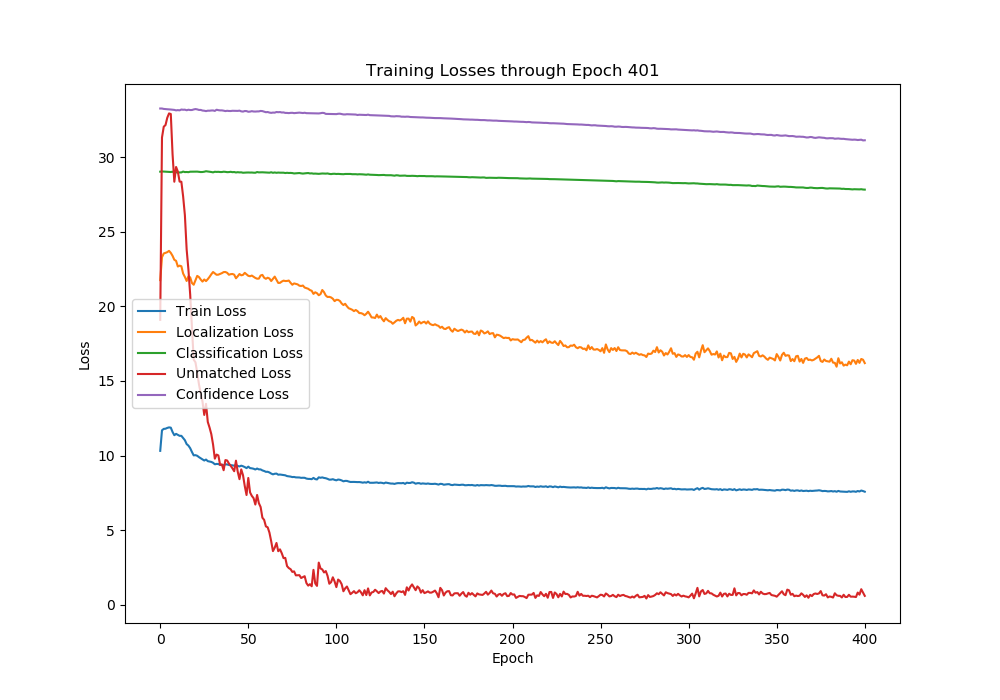 Training Losses through Epoch 401
Loss
30
25
20
15
10
5
0
Train Loss
Localization Loss
Classification Loss
Unmatched Loss
Confidence Loss
0 50 100 150 200 250 300 350 400
Epoch